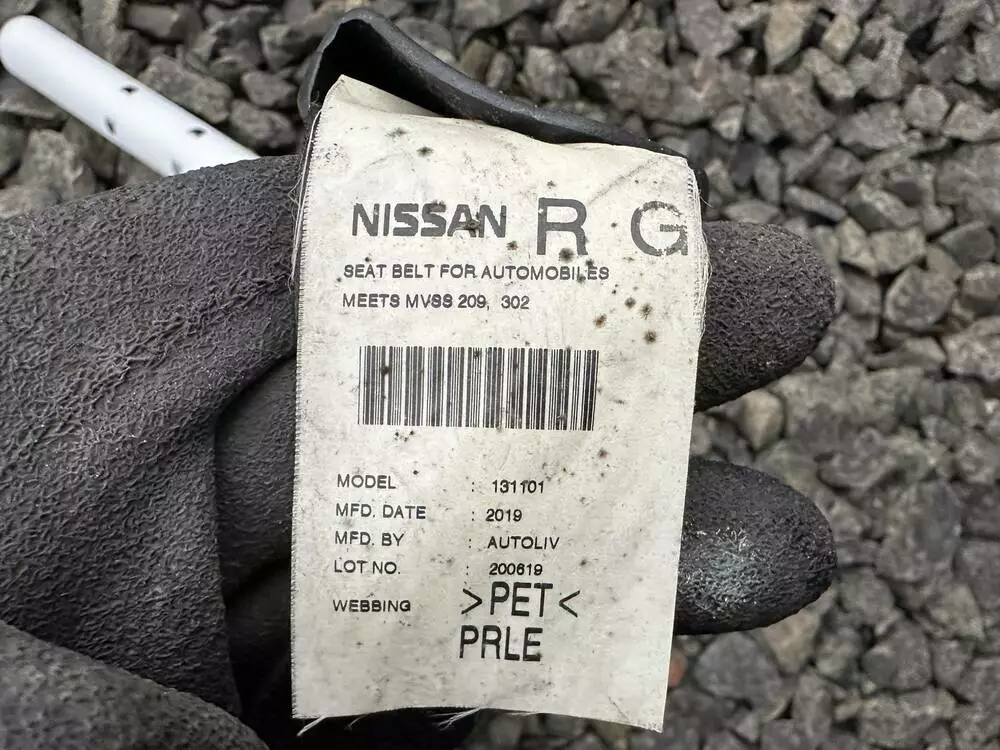 NISSAN R G
SEAT BELT FOR AUTOMOBILES
MEETS MVSS 209, 302
MODEL : 131101
MFD. DATE : 2019
MFD. BY : AUTOLIV
LOT NO. : 200619
WEBBING >PET<
PRLE